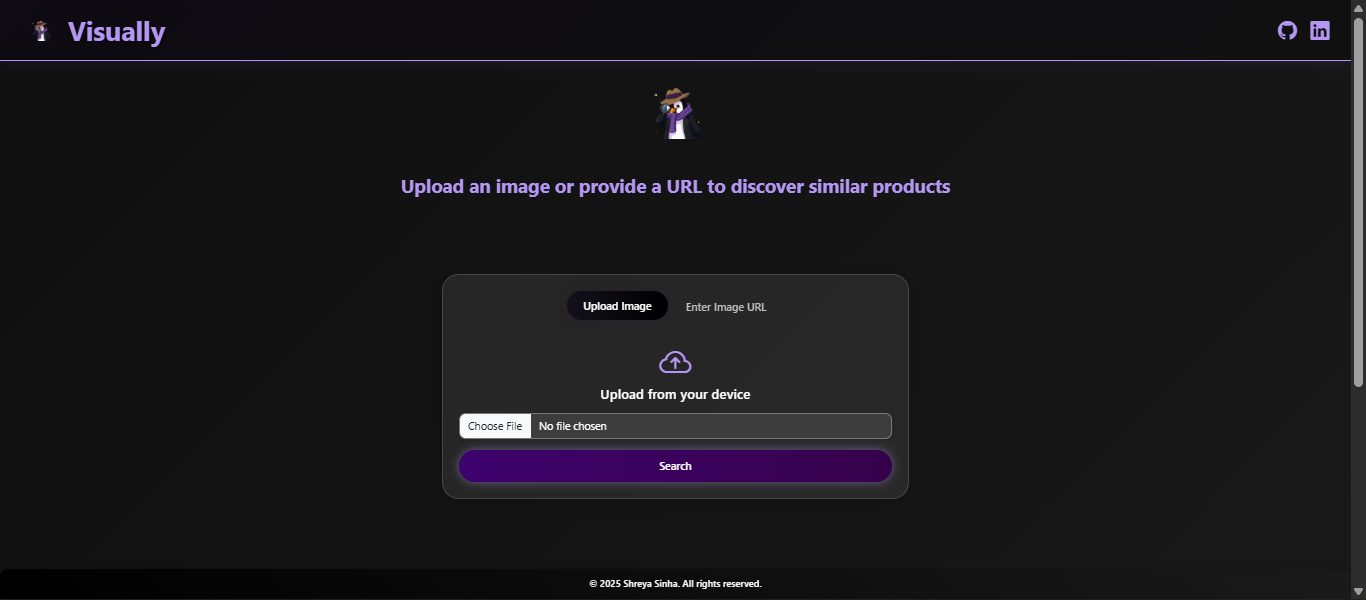 Visually
Upload an image or provide a URL to discover similar products
Upload Image
Enter Image URL
Upload from your device
Choose File
No file chosen
Search
© 2025 Shreya Sinha. All rights reserved.